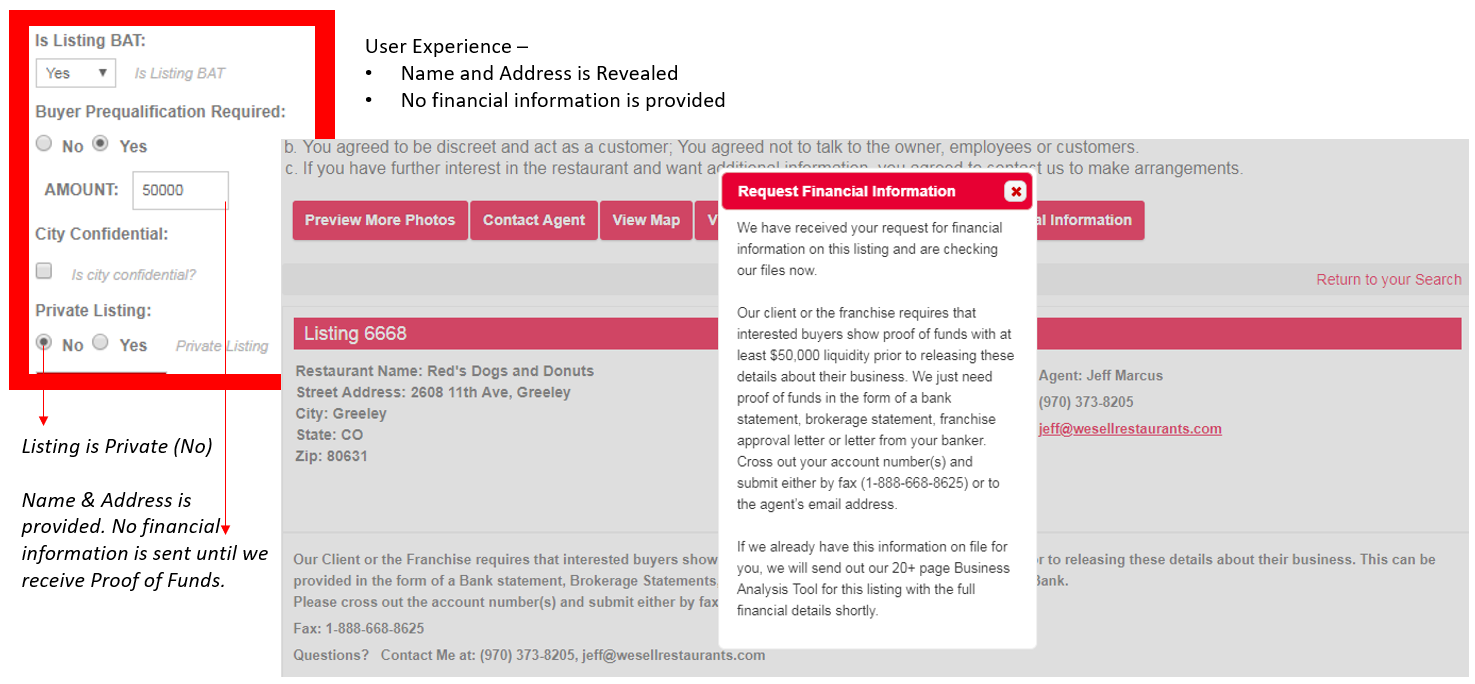 Is Listing BAT:
Yes ▼ Is Listing BAT
Buyer Prequalification Required:
No Yes
AMOUNT: 50000
City Confidential:
Is city confidential?
Private Listing:
No Yes Private Listing
Listing is Private (No)
Name & Address is
provided. No financial
information is sent until we
receive Proof of Funds.
User Experience –
• Name and Address is Revealed
• No financial information is provided
b. You agreed to be discreet and act as a customer; You agreed not to talk to the owner, employees or customers.
c. If you have further interest in the restaurant and want additional information, you agreed to contact us to make arrangements.
Preview More Photos Contact Agent View Map V al Information
Return to your Search
Listing 6668
Restaurant Name: Red's Dogs and Donuts
Street Address: 2608 11th Ave, Greeley
City: Greeley
State: CO
Zip: 80631
Agent: Jeff Marcus
(970) 373-8205
jeff@wesellrestaurants.com
Request Financial Information
We have received your request for financial
information on this listing and are checking
our files now.
Our client or the franchise requires that
interested buyers show proof of funds with at
least $50,000 liquidity prior to releasing these
details about their business. We just need
proof of funds in the form of a bank
statement, brokerage statement, franchise
approval letter or letter from your banker.
Cross out your account number(s) and
submit either by fax (1-888-668-8625) or to
the agent's email address.
If we already have this information on file for
you, we will send out our 20+ page Business
Analysis Tool for this listing with the full
financial details shortly.
Our Client or the Franchise requires that interested buyers show or to releasing these details about their business. This can be
provided in the form of a Bank statement, Brokerage Statements, Bank.
Please cross out the account number(s) and submit either by fax
Fax: 1-888-668-8625
Questions? Contact Me at: (970) 373-8205, jeff@wesellrestaurants.com